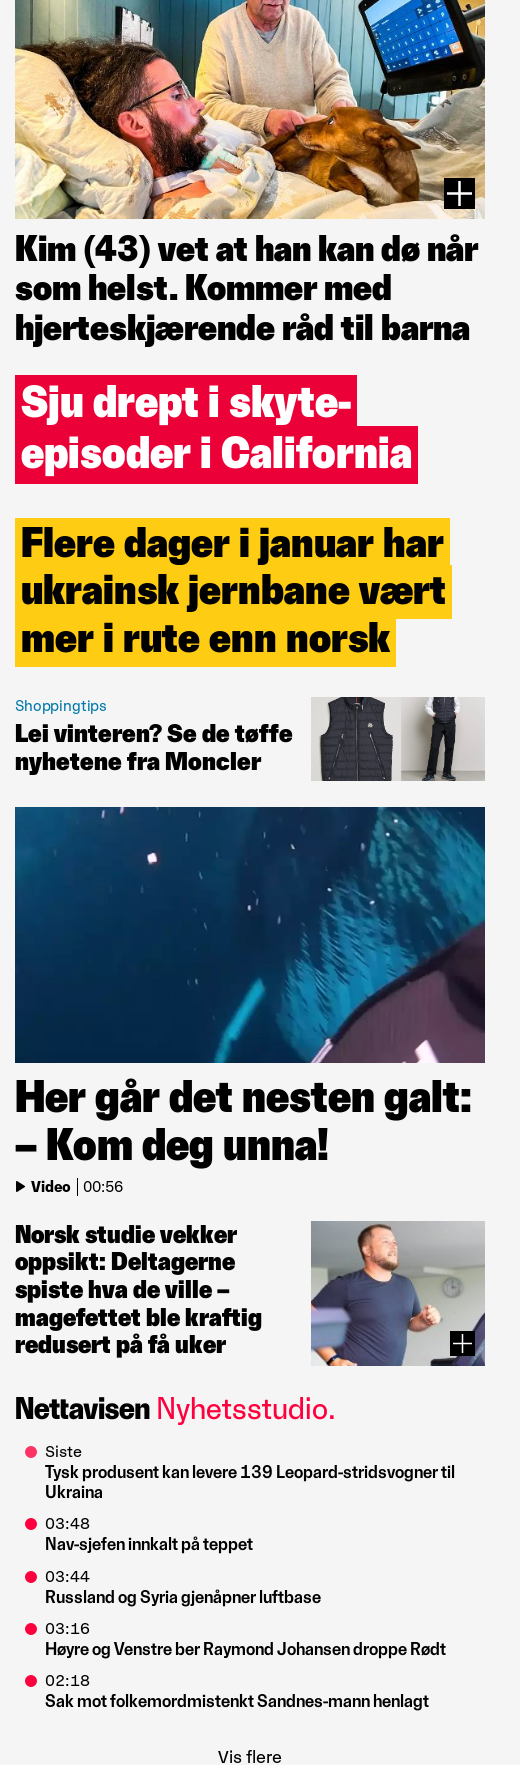 Kim (43) vet at han kan dø når
som helst. Kommer med
hjerteskjærende råd til barna
Sju drept i skyte-
episoder i California
Flere dager i januar har
ukrainsk jernbane vært
mer i rute enn norsk
Shoppingtips
Lei vinteren? Se de tøffe
nyhetene fra Moncler
Her går det nesten galt:
– Kom deg unna!
Video | 00:56
Norsk studie vekker
oppsikt: Deltagerne
spiste hva de ville –
magefettet ble kraftig
redusert på få uker
Nettavisen Nyhetsstudio.
Siste
Tysk produsent kan levere 139 Leopard-stridsvogner til
Ukraina
03:48
Nav-sjefen innkalt på teppet
03:44
Russland og Syria gjenåpner luftbase
03:16
Høyre og Venstre ber Raymond Johansen droppe Rødt
02:18
Sak mot folkemordmistenkt Sandnes-mann henlagt
Vis flere